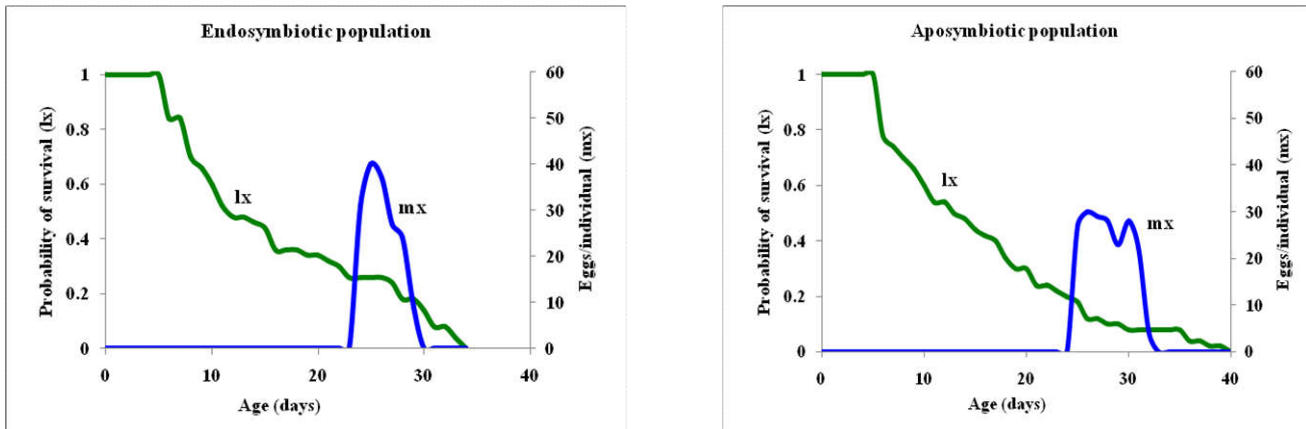 Endosymbiotic population
Probability of survival (lx)
1
0.8
0.6
0.4
0.2
0
60
50
40
30
20
10
0
Eggs/individual (mx)
lx
mx
0 10 20 30 40
Age (days)
Aposymbiotic population
Probability of survival (lx)
1
0.8
0.6
0.4
0.2
0
60
50
40
30
20
10
0
Eggs/individual (mx)
lx
mx
0 10 20 30 40
Age (days)